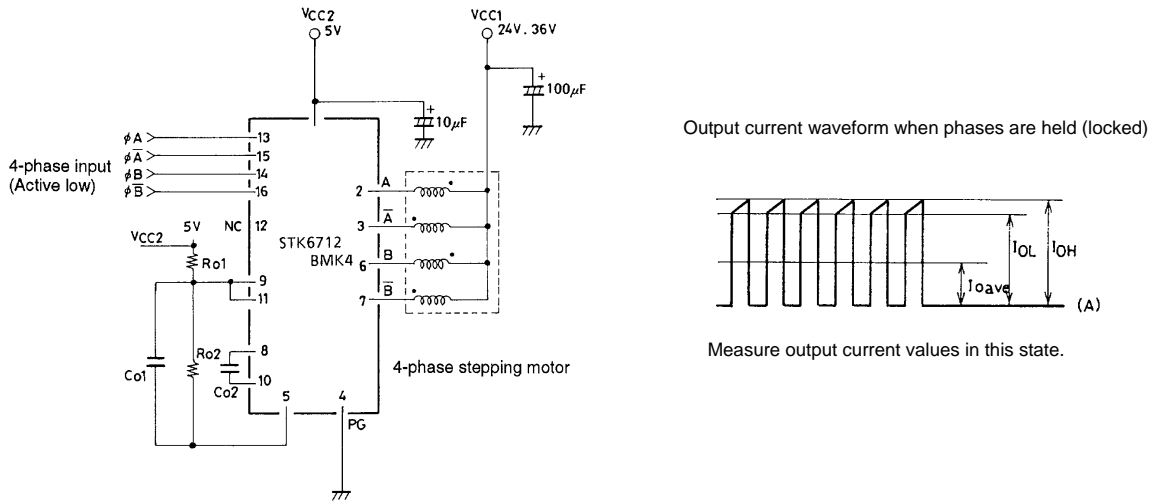 VCC2
5V
VCC1
24V.36V
10μF
100μF
4-phase input
(Active low)
ϕA
ϕA̅
ϕB
ϕB̅
13
15
14
16
NC 12
VCC2
5V
Ro1
9
11
Ro2
Co1
8
10
Co2
5
4
PG
STK6712
BMK4
2 A
3 A̅
6 B
7 B̅
4-phase stepping motor
Output current waveform when phases are held (locked)
IOL
IOH
Ioave
(A)
Measure output current values in this state.